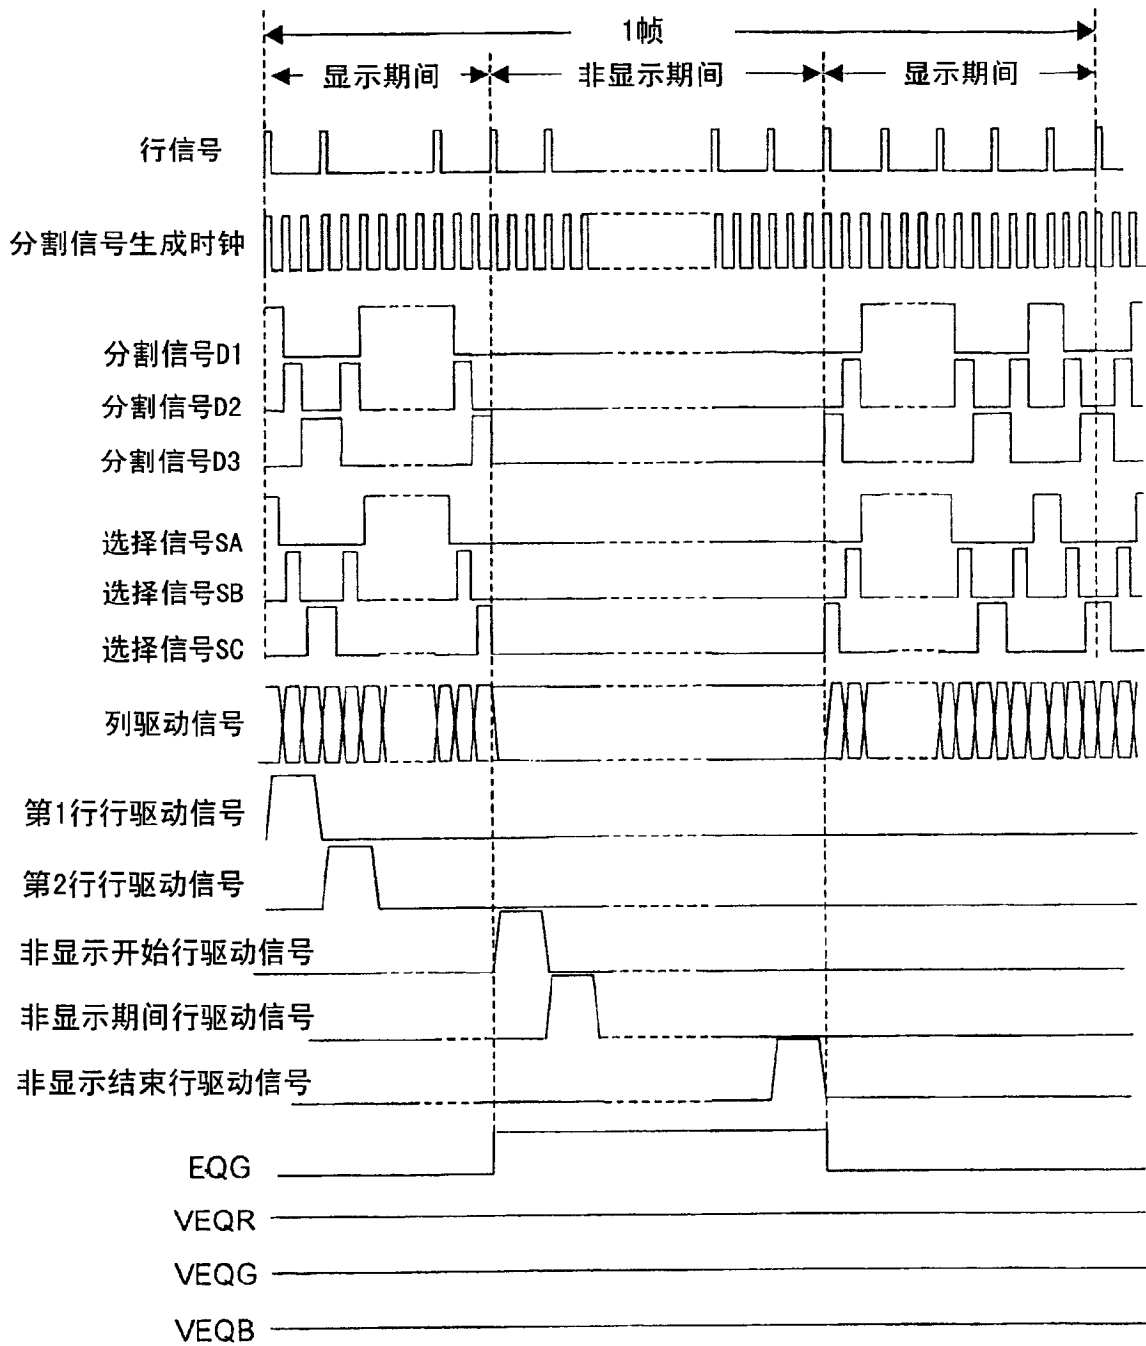 1帧
显示期间 非显示期间 显示期间
行信号
分割信号生成时钟
分割信号D1
分割信号D2
分割信号D3
选择信号SA
选择信号SB
选择信号SC
列驱动信号
第1行行驱动信号
第2行行驱动信号
非显示开始行驱动信号
非显示期间行驱动信号
非显示结束行驱动信号
EQG
VEQR
VEQG
VEQB